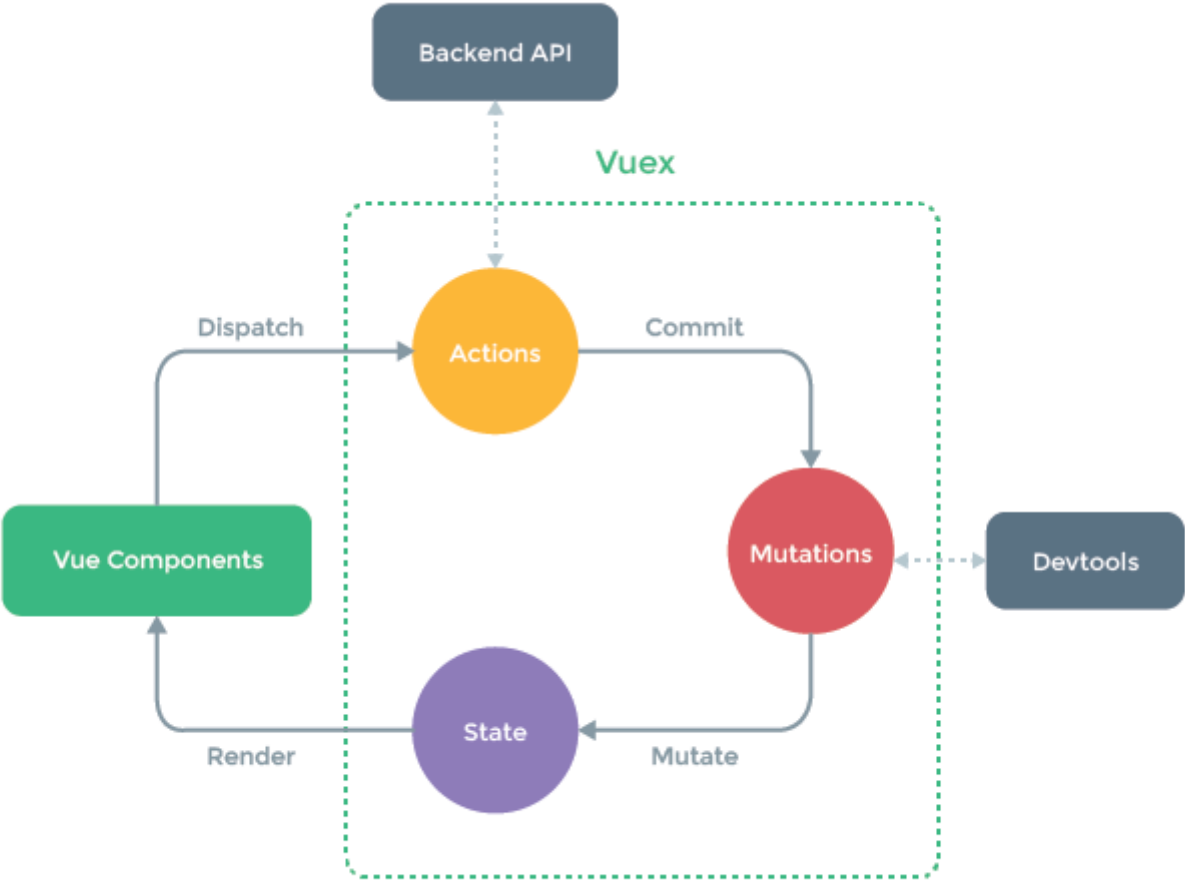 Backend API
Vuex
Dispatch
Commit
Actions
Vue Components
Mutations
Devtools
State
Render
Mutate